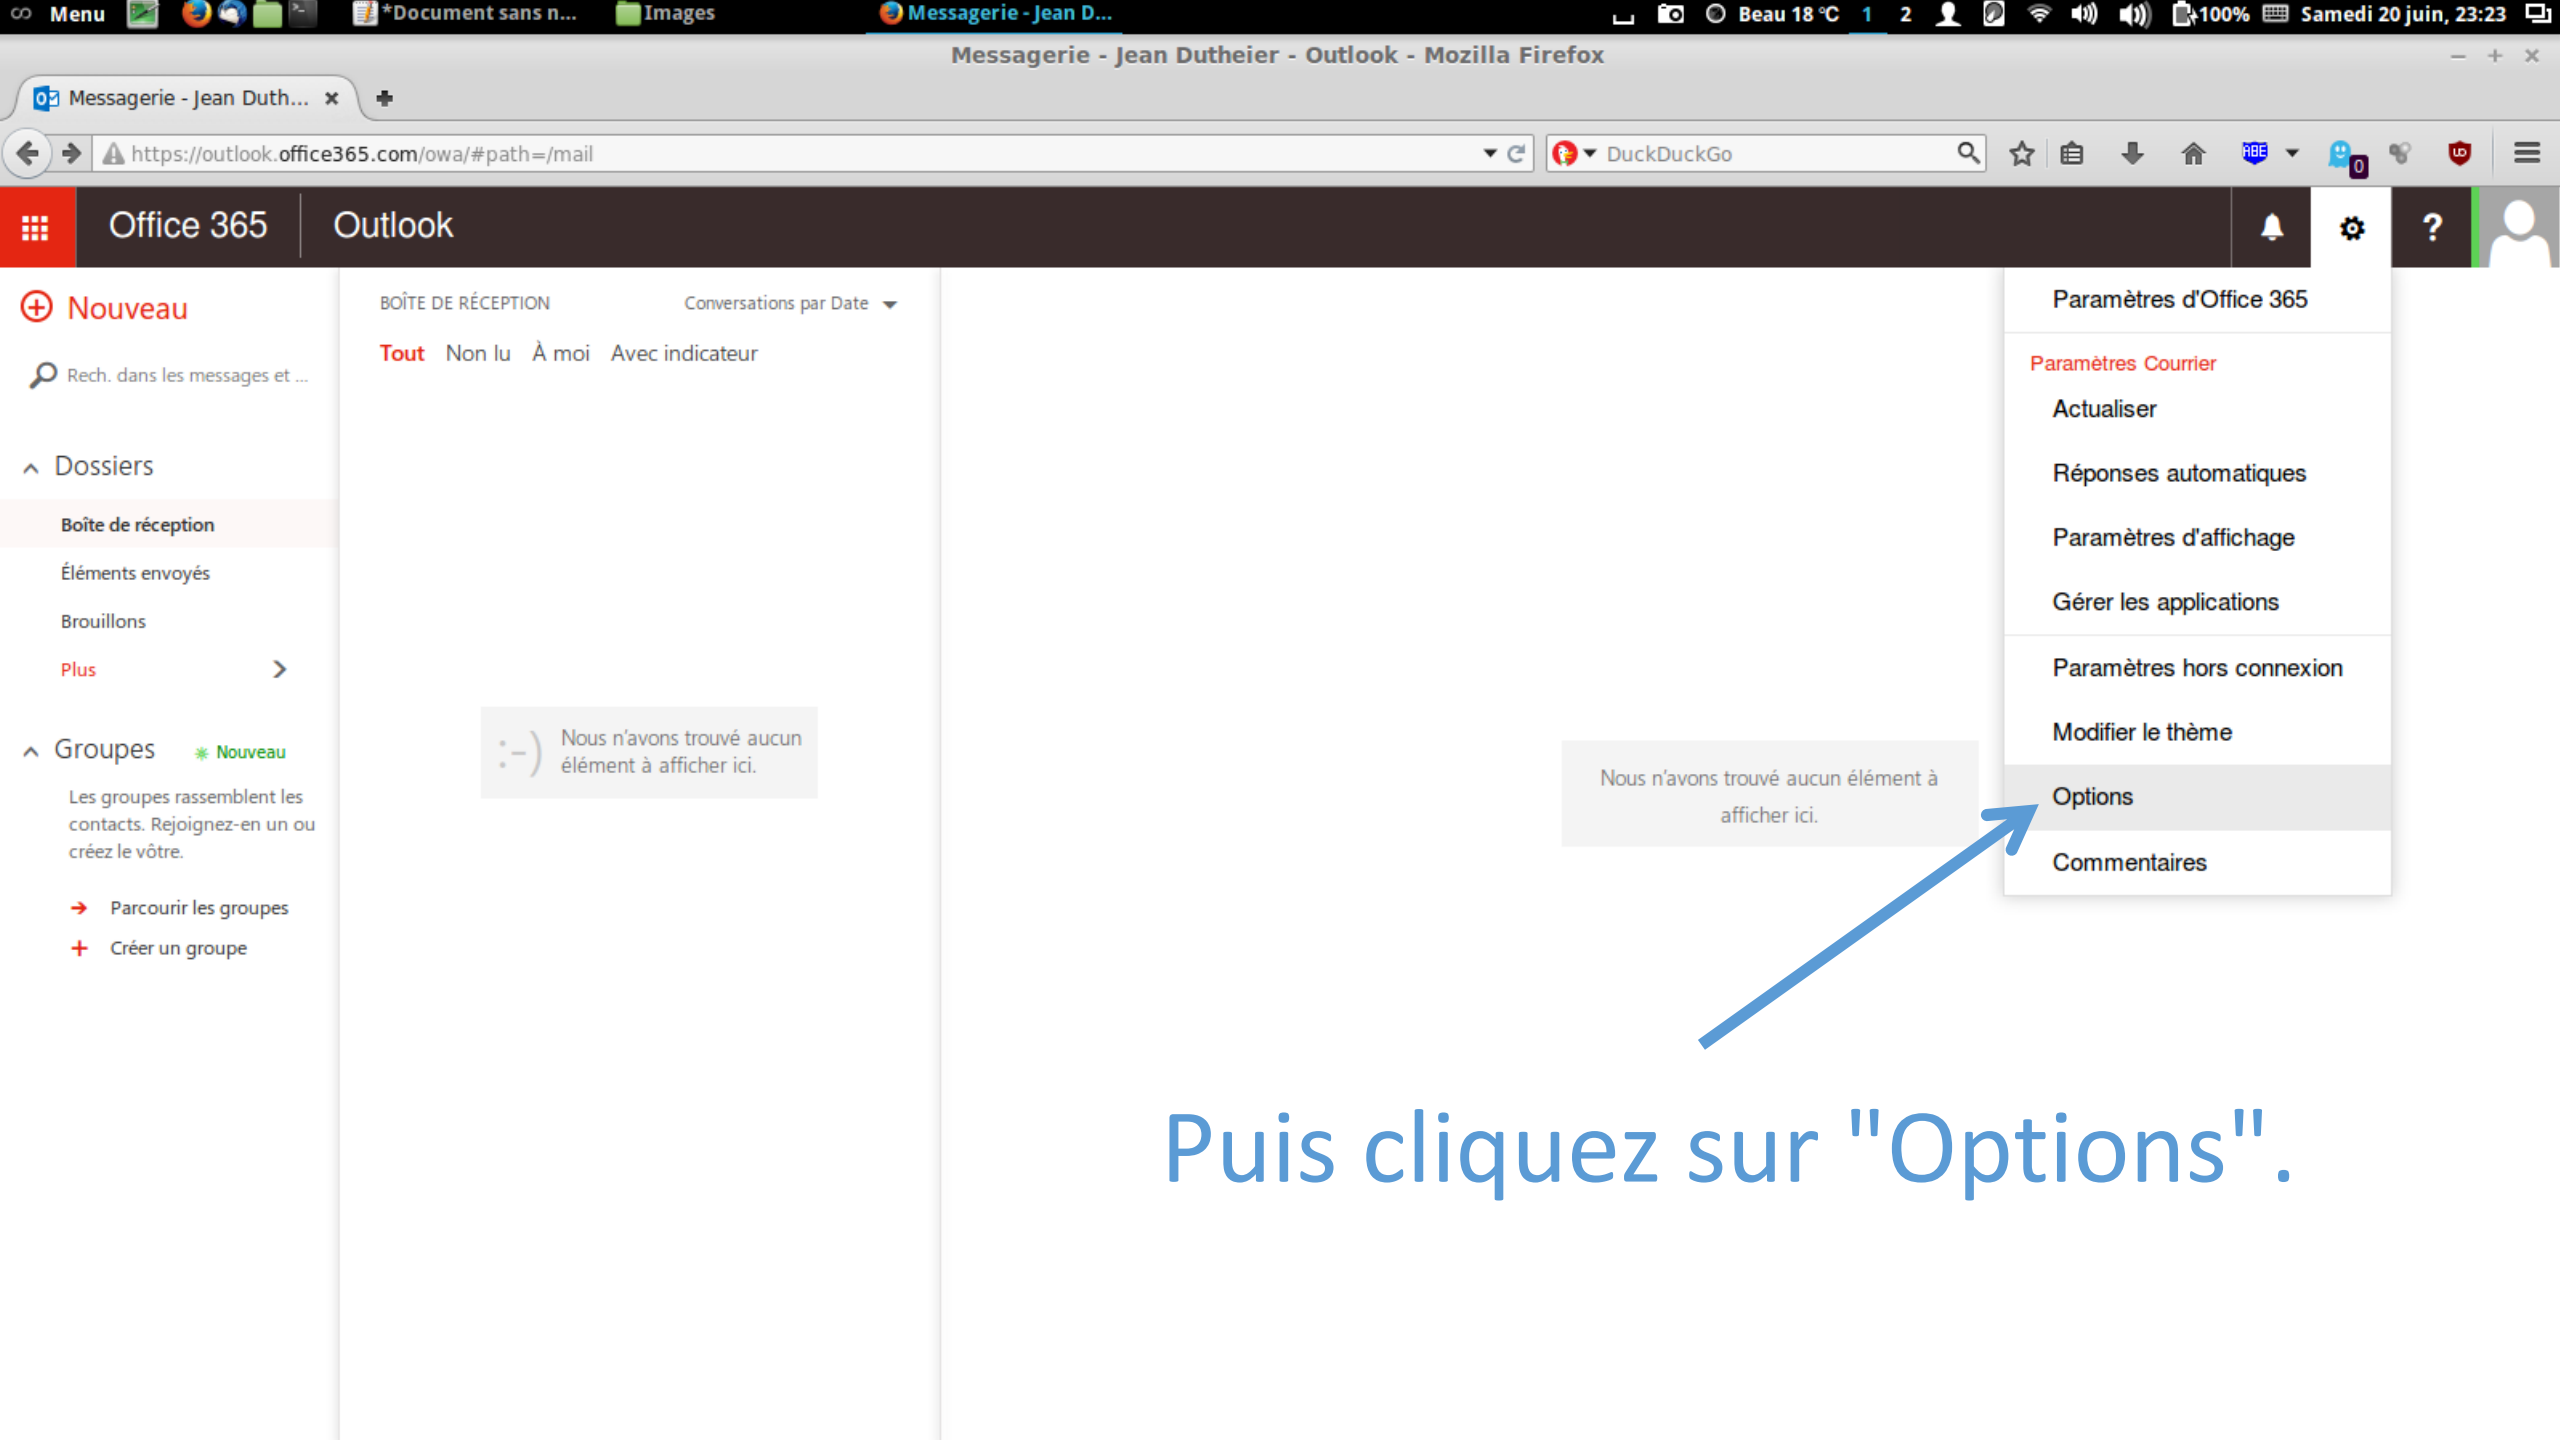 Menu
*Document sans n...
Images
Messagerie - Jean D...
Beau 18 °C
1
2
100%
Samedi 20 juin, 23:23
Messagerie - Jean Dutheier - Outlook - Mozilla Firefox
Messagerie - Jean Duth...
https://outlook.office365.com/owa/#path=/mail
DuckDuckGo
ABE
0
Office 365
Outlook
?
Nouveau
Rech. dans les messages et ...
Dossiers
Boîte de réception
Éléments envoyés
Brouillons
Plus
Groupes
Nouveau
Les groupes rassemblent les
contacts. Rejoignez-en un ou
créez le vôtre.
Parcourir les groupes
Créer un groupe
BOÎTE DE RÉCEPTION
Conversations par Date
Tout Non lu À moi Avec indicateur
:-)
Nous n'avons trouvé aucun
élément à afficher ici.
Nous n'avons trouvé aucun élément à
afficher ici.
Paramètres d'Office 365
Paramètres Courrier
Actualiser
Réponses automatiques
Paramètres d'affichage
Gérer les applications
Paramètres hors connexion
Modifier le thème
Options
Commentaires
Puis cliquez sur "Options".